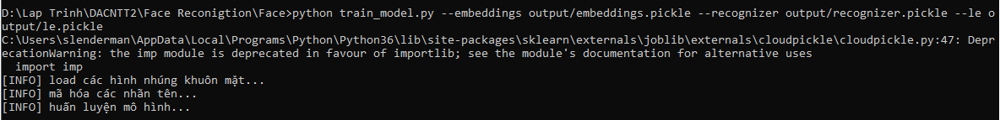 D:\Lap Trinh\DACNTT2\Face Reconigtion\Face>python train_model.py --embeddings output/embeddings.pickle --recognizer output/recognizer.pickle --le o
utput/le.pickle
C:\Users\slenderman\AppData\Local\Programs\Python\Python36\lib\site-packages\sklearn\externals\joblib\externals\cloudpickle\cloudpickle.py:47: Depr
ecationWarning: the imp module is deprecated in favour of importlib; see the module's documentation for alternative uses
  import imp
[INFO] load các hình nhúng khuôn mặt...
[INFO] mã hóa các nhãn tên...
[INFO] huấn luyện mô hình...